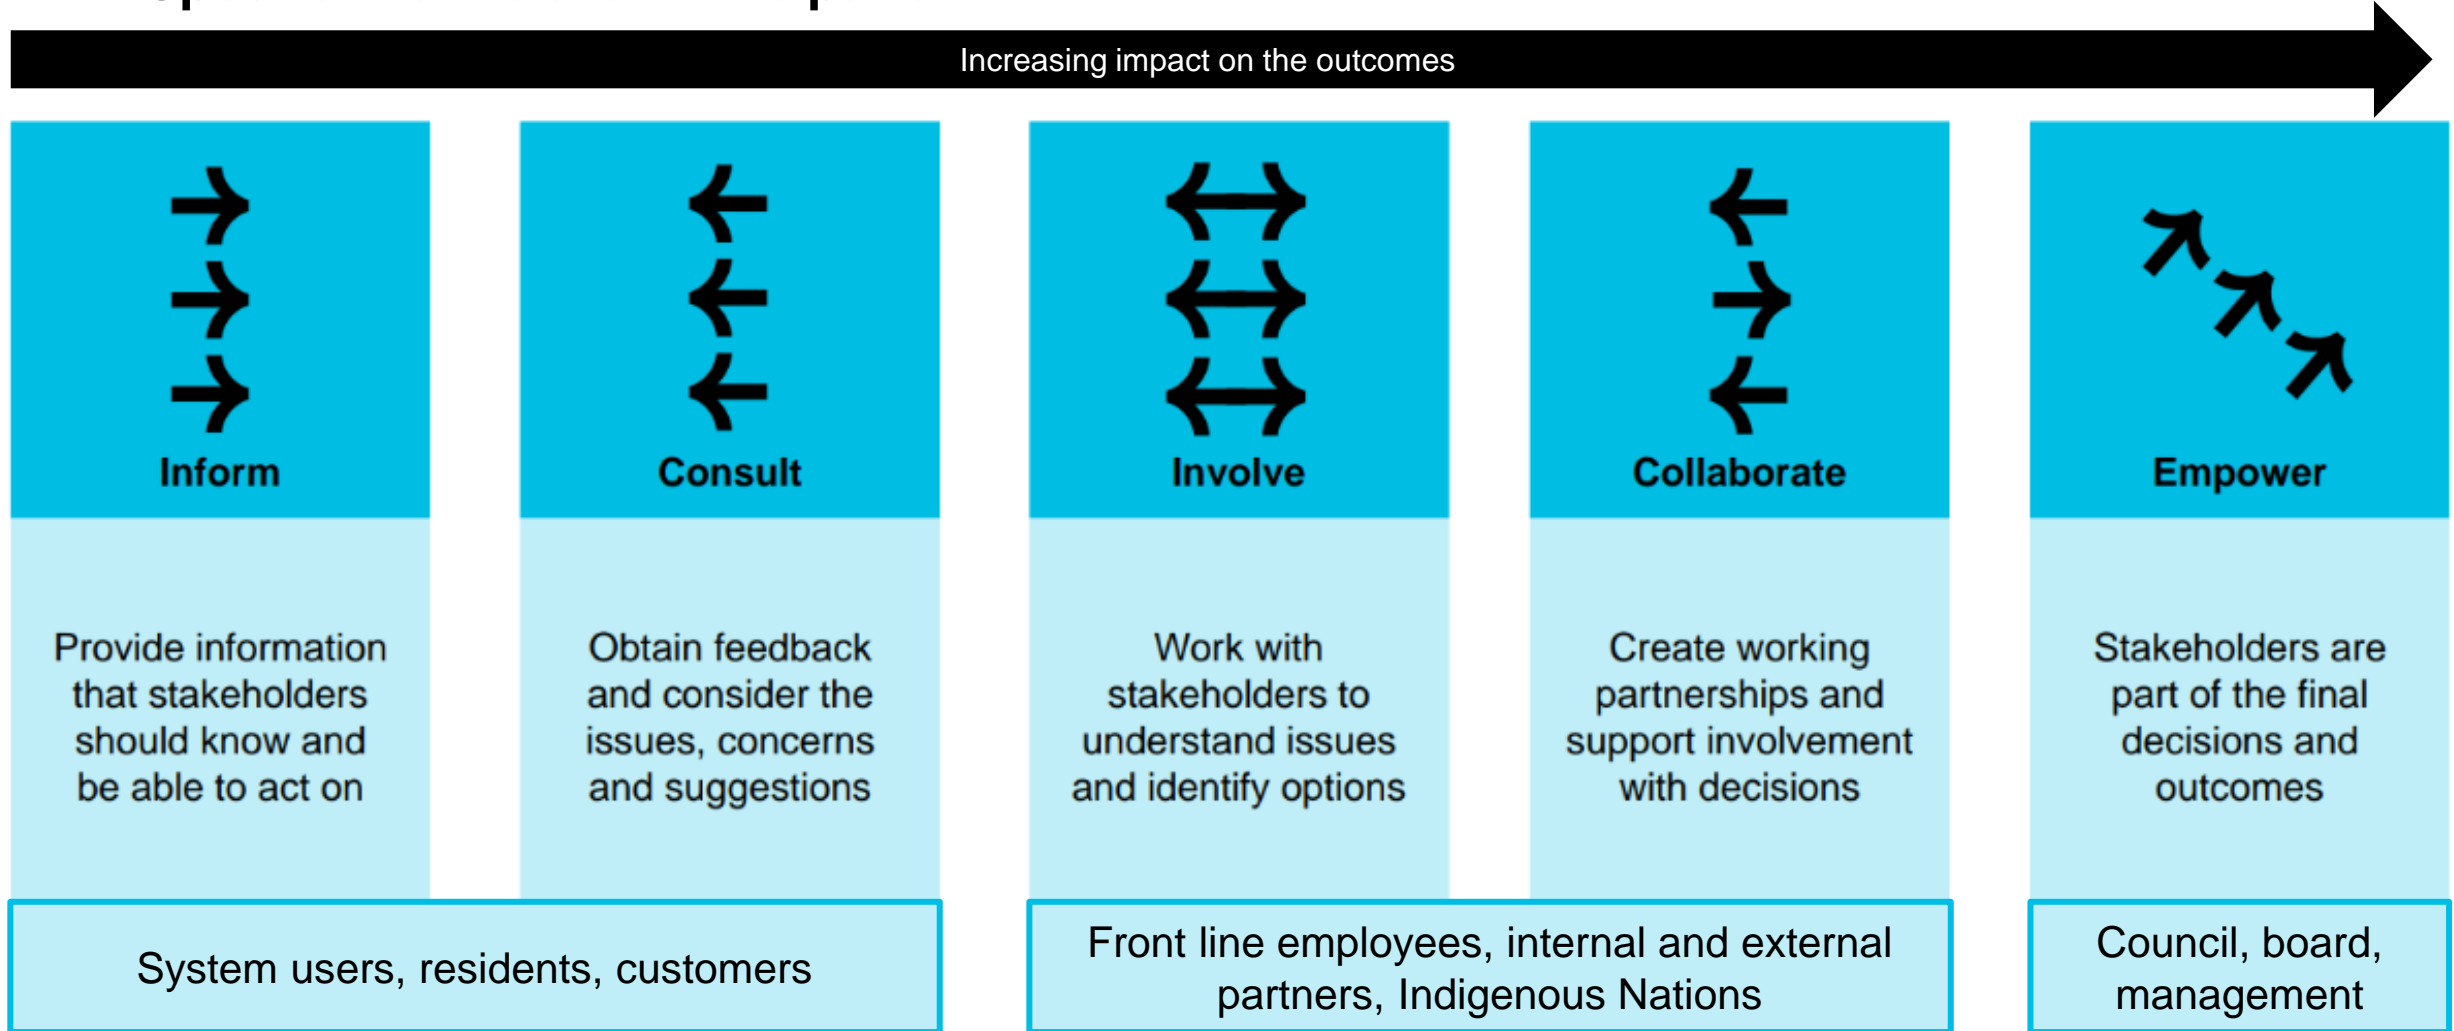 Increasing impact on the outcomes
Inform
Provide information
that stakeholders
should know and
be able to act on
Consult
Obtain feedback
and consider the
issues, concerns
and suggestions
Involve
Work with
stakeholders to
understand issues
and identify options
Collaborate
Create working
partnerships and
support involvement
with decisions
Empower
Stakeholders are
part of the final
decisions and
outcomes
System users, residents, customers
Front line employees, internal and external
partners, Indigenous Nations
Council, board,
management